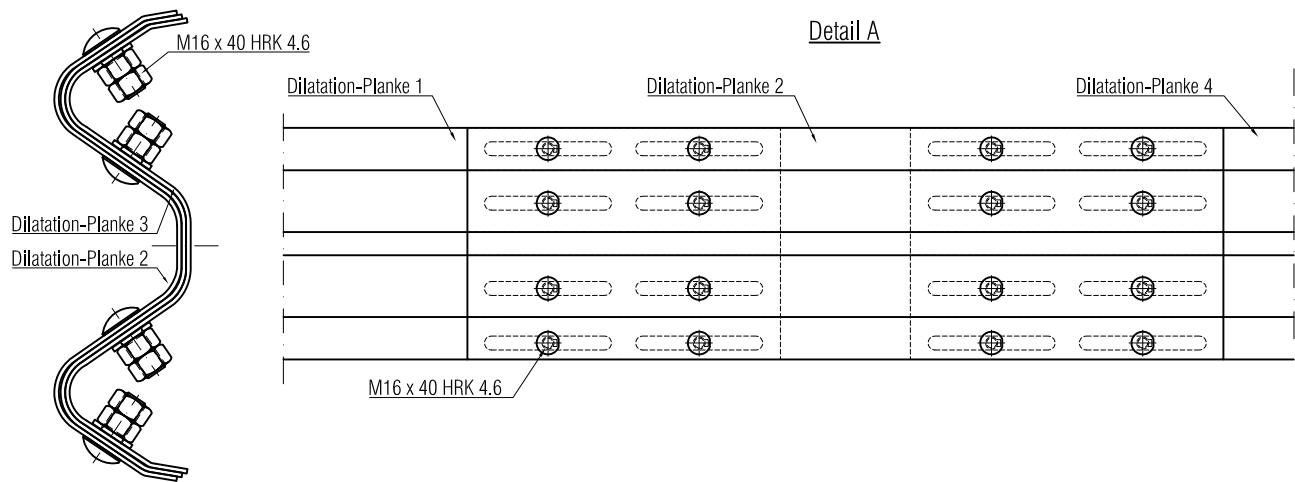 Detail A
M16 x 40 HRK 4.6
Dilatation-Planke 1
Dilatation-Planke 2
Dilatation-Planke 4
Dilatation-Planke 3
Dilatation-Planke 2
M16 x 40 HRK 4.6